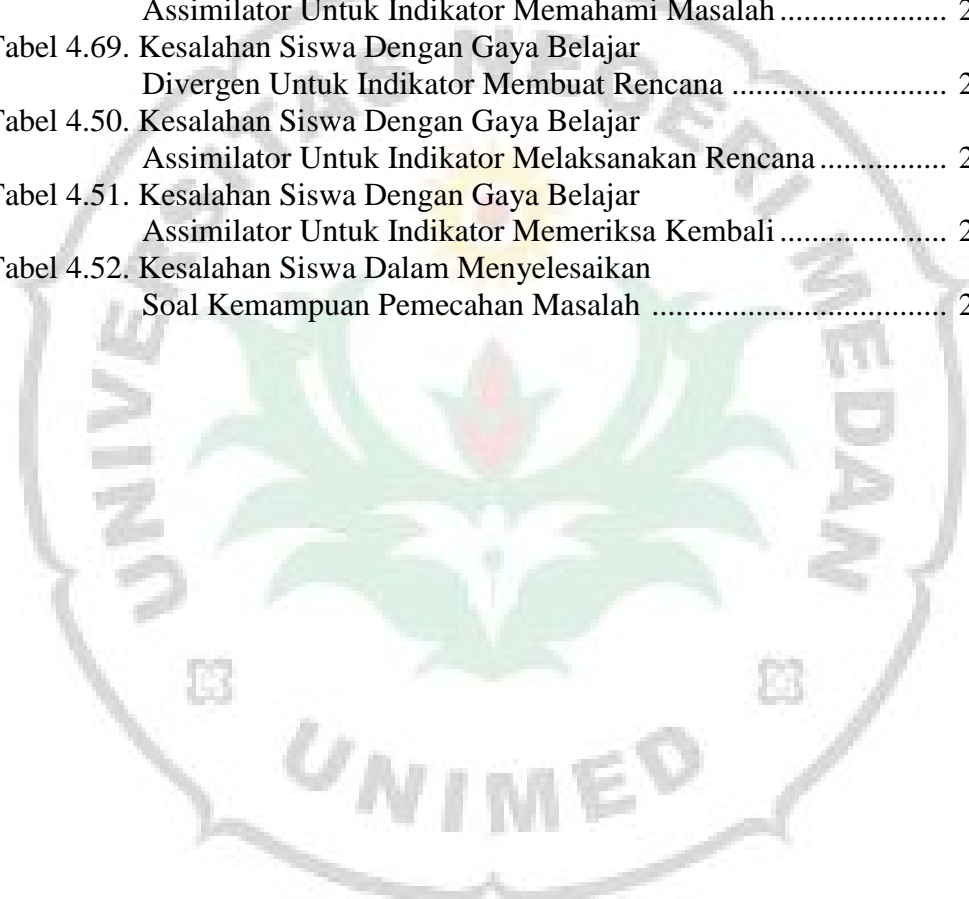 Assimilator Untuk Indikator Memahami Masalah ..................... 2
Tabel 4.69. Kesalahan Siswa Dengan Gaya Belajar
Divergen Untuk Indikator Membuat Rencana ........................... 2
Tabel 4.50. Kesalahan Siswa Dengan Gaya Belajar
Assimilator Untuk Indikator Melaksanakan Rencana ................ 2
Tabel 4.51. Kesalahan Siswa Dengan Gaya Belajar
Assimilator Untuk Indikator Memeriksa Kembali ..................... 2
Tabel 4.52. Kesalahan Siswa Dalam Menyelesaikan
Soal Kemampuan Pemecahan Masalah ..................................... 2
UNIVERSITAS NEGERI MEDAN
UNIMED